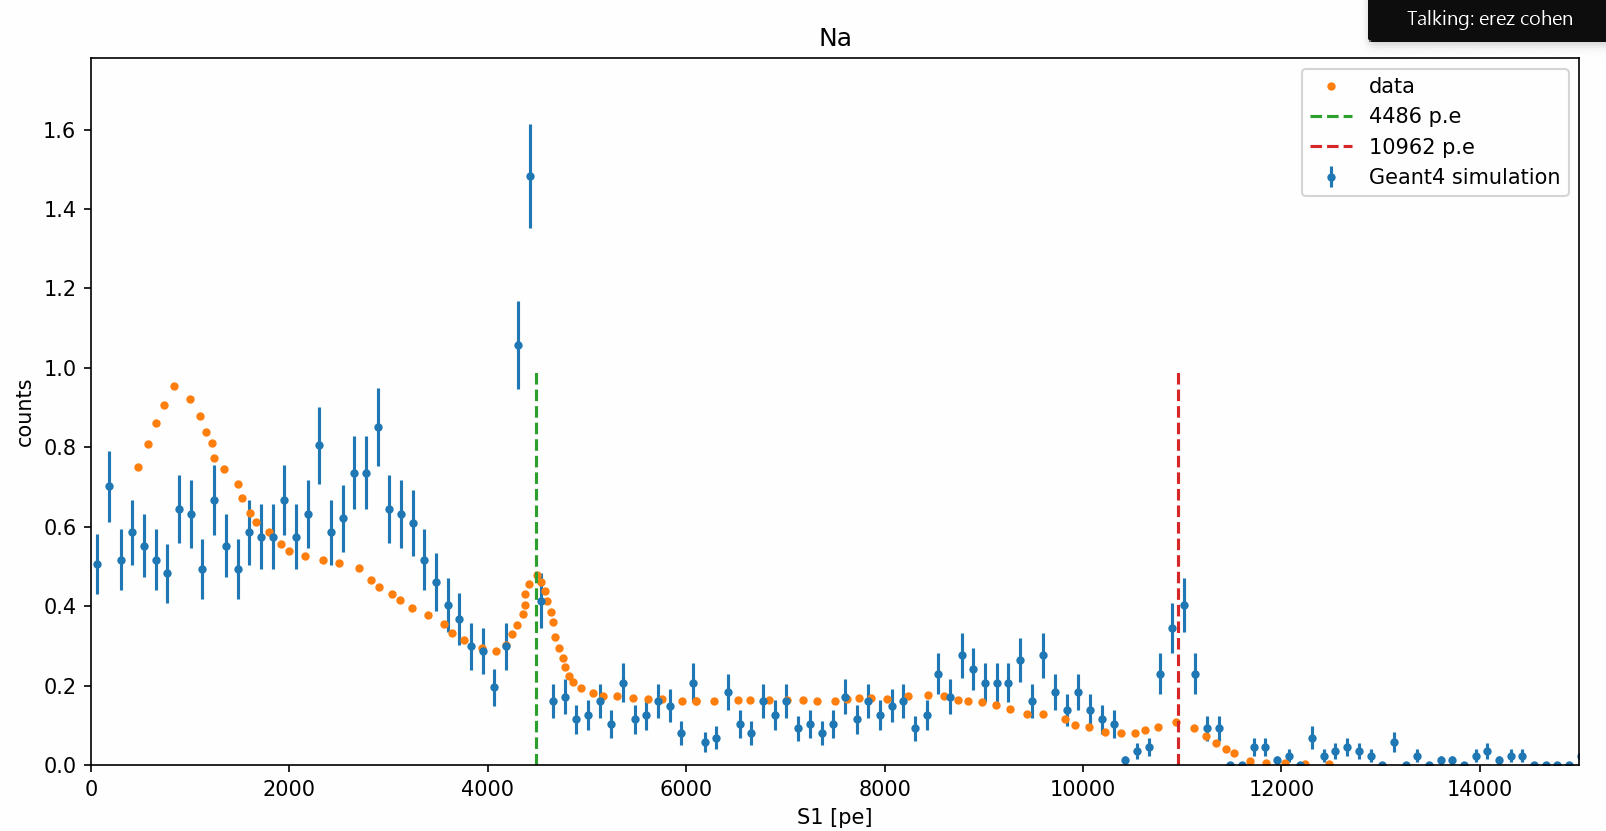 Talking: erez cohen
Na
data
4486 p.e
10962 p.e
Geant4 simulation
1.6
1.4
1.2
1.0
0.8
0.6
0.4
0.2
0.0
counts
0 2000 4000 6000 8000 10000 12000 14000
S1 [pe]